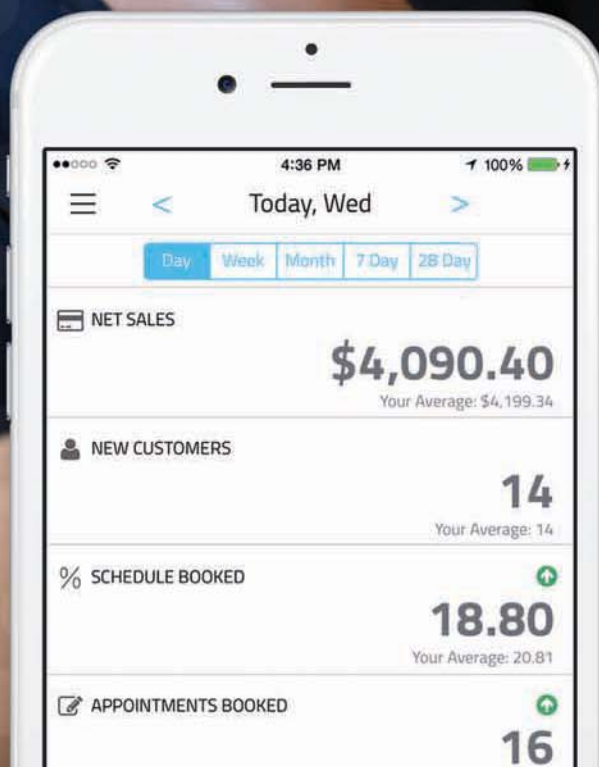 4:36 PM
100%
< Today, Wed >
Day Week Month 7 Day 28 Day
NET SALES
$4,090.40
Your Average: $4,199.34
NEW CUSTOMERS
14
Your Average: 14
% SCHEDULE BOOKED
18.80
Your Average: 20.81
APPOINTMENTS BOOKED
16